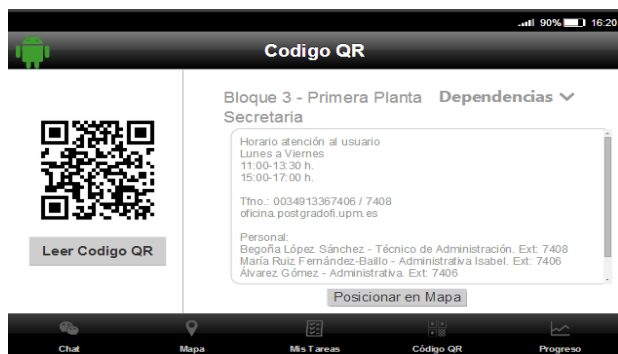 90% 16:20
Codigo QR
Bloque 3 - Primera Planta Dependencias
Secretaria
Horario atención al usuario
Lunes a Viernes
11:00-13:30 h.
15:00-17:00 h.
Tfno.: 0034913367406 / 7408
oficina.postgradofi.upm.es
Personal:
Begoña López Sánchez - Técnico de Administración. Ext: 7408
María Ruiz Fernández-Baillo - Administrativa Isabel. Ext: 7406
Álvarez Gómez - Administrativa. Ext: 7406
Leer Codigo QR
Posicionar en Mapa
Chat Mapa Mis Tareas Código QR Progreso